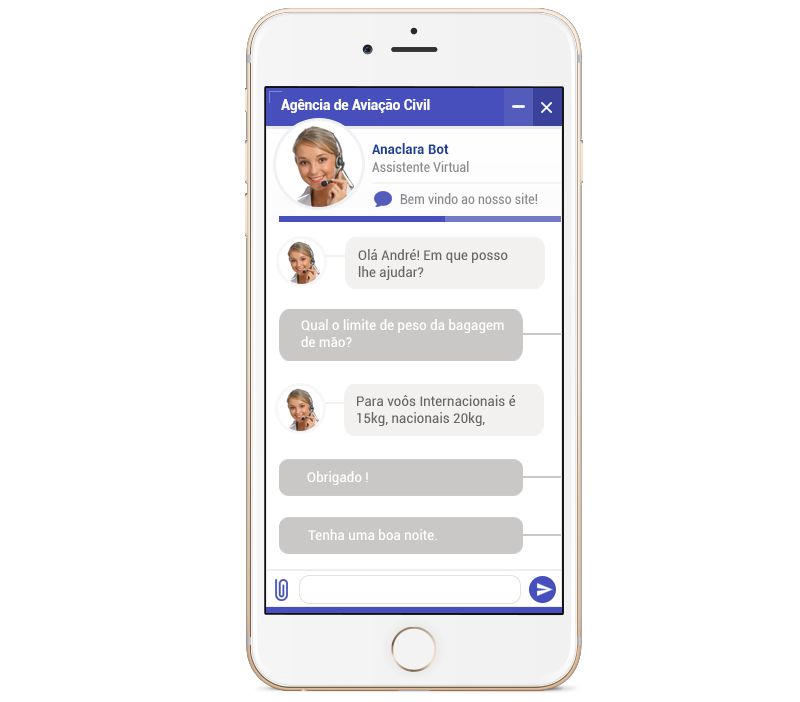 Agência de Aviação Civil
Anaclara Bot
Assistente Virtual
Bem vindo ao nosso site!
Olá André! Em que posso
lhe ajudar?
Qual o limite de peso da bagagem
de mão?
Para voôs Internacionais é
15kg, nacionais 20kg,
Obrigado !
Tenha uma boa noite.